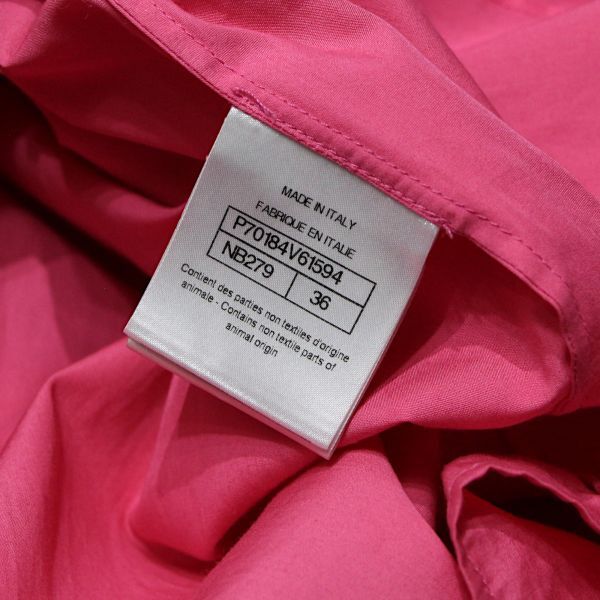 MADE IN ITALY
FABRIQUE EN ITALIE
P70184V61594
NB279 36
Contient des parties non textiles d'origine
animale - Contains non textile parts of
animal origin